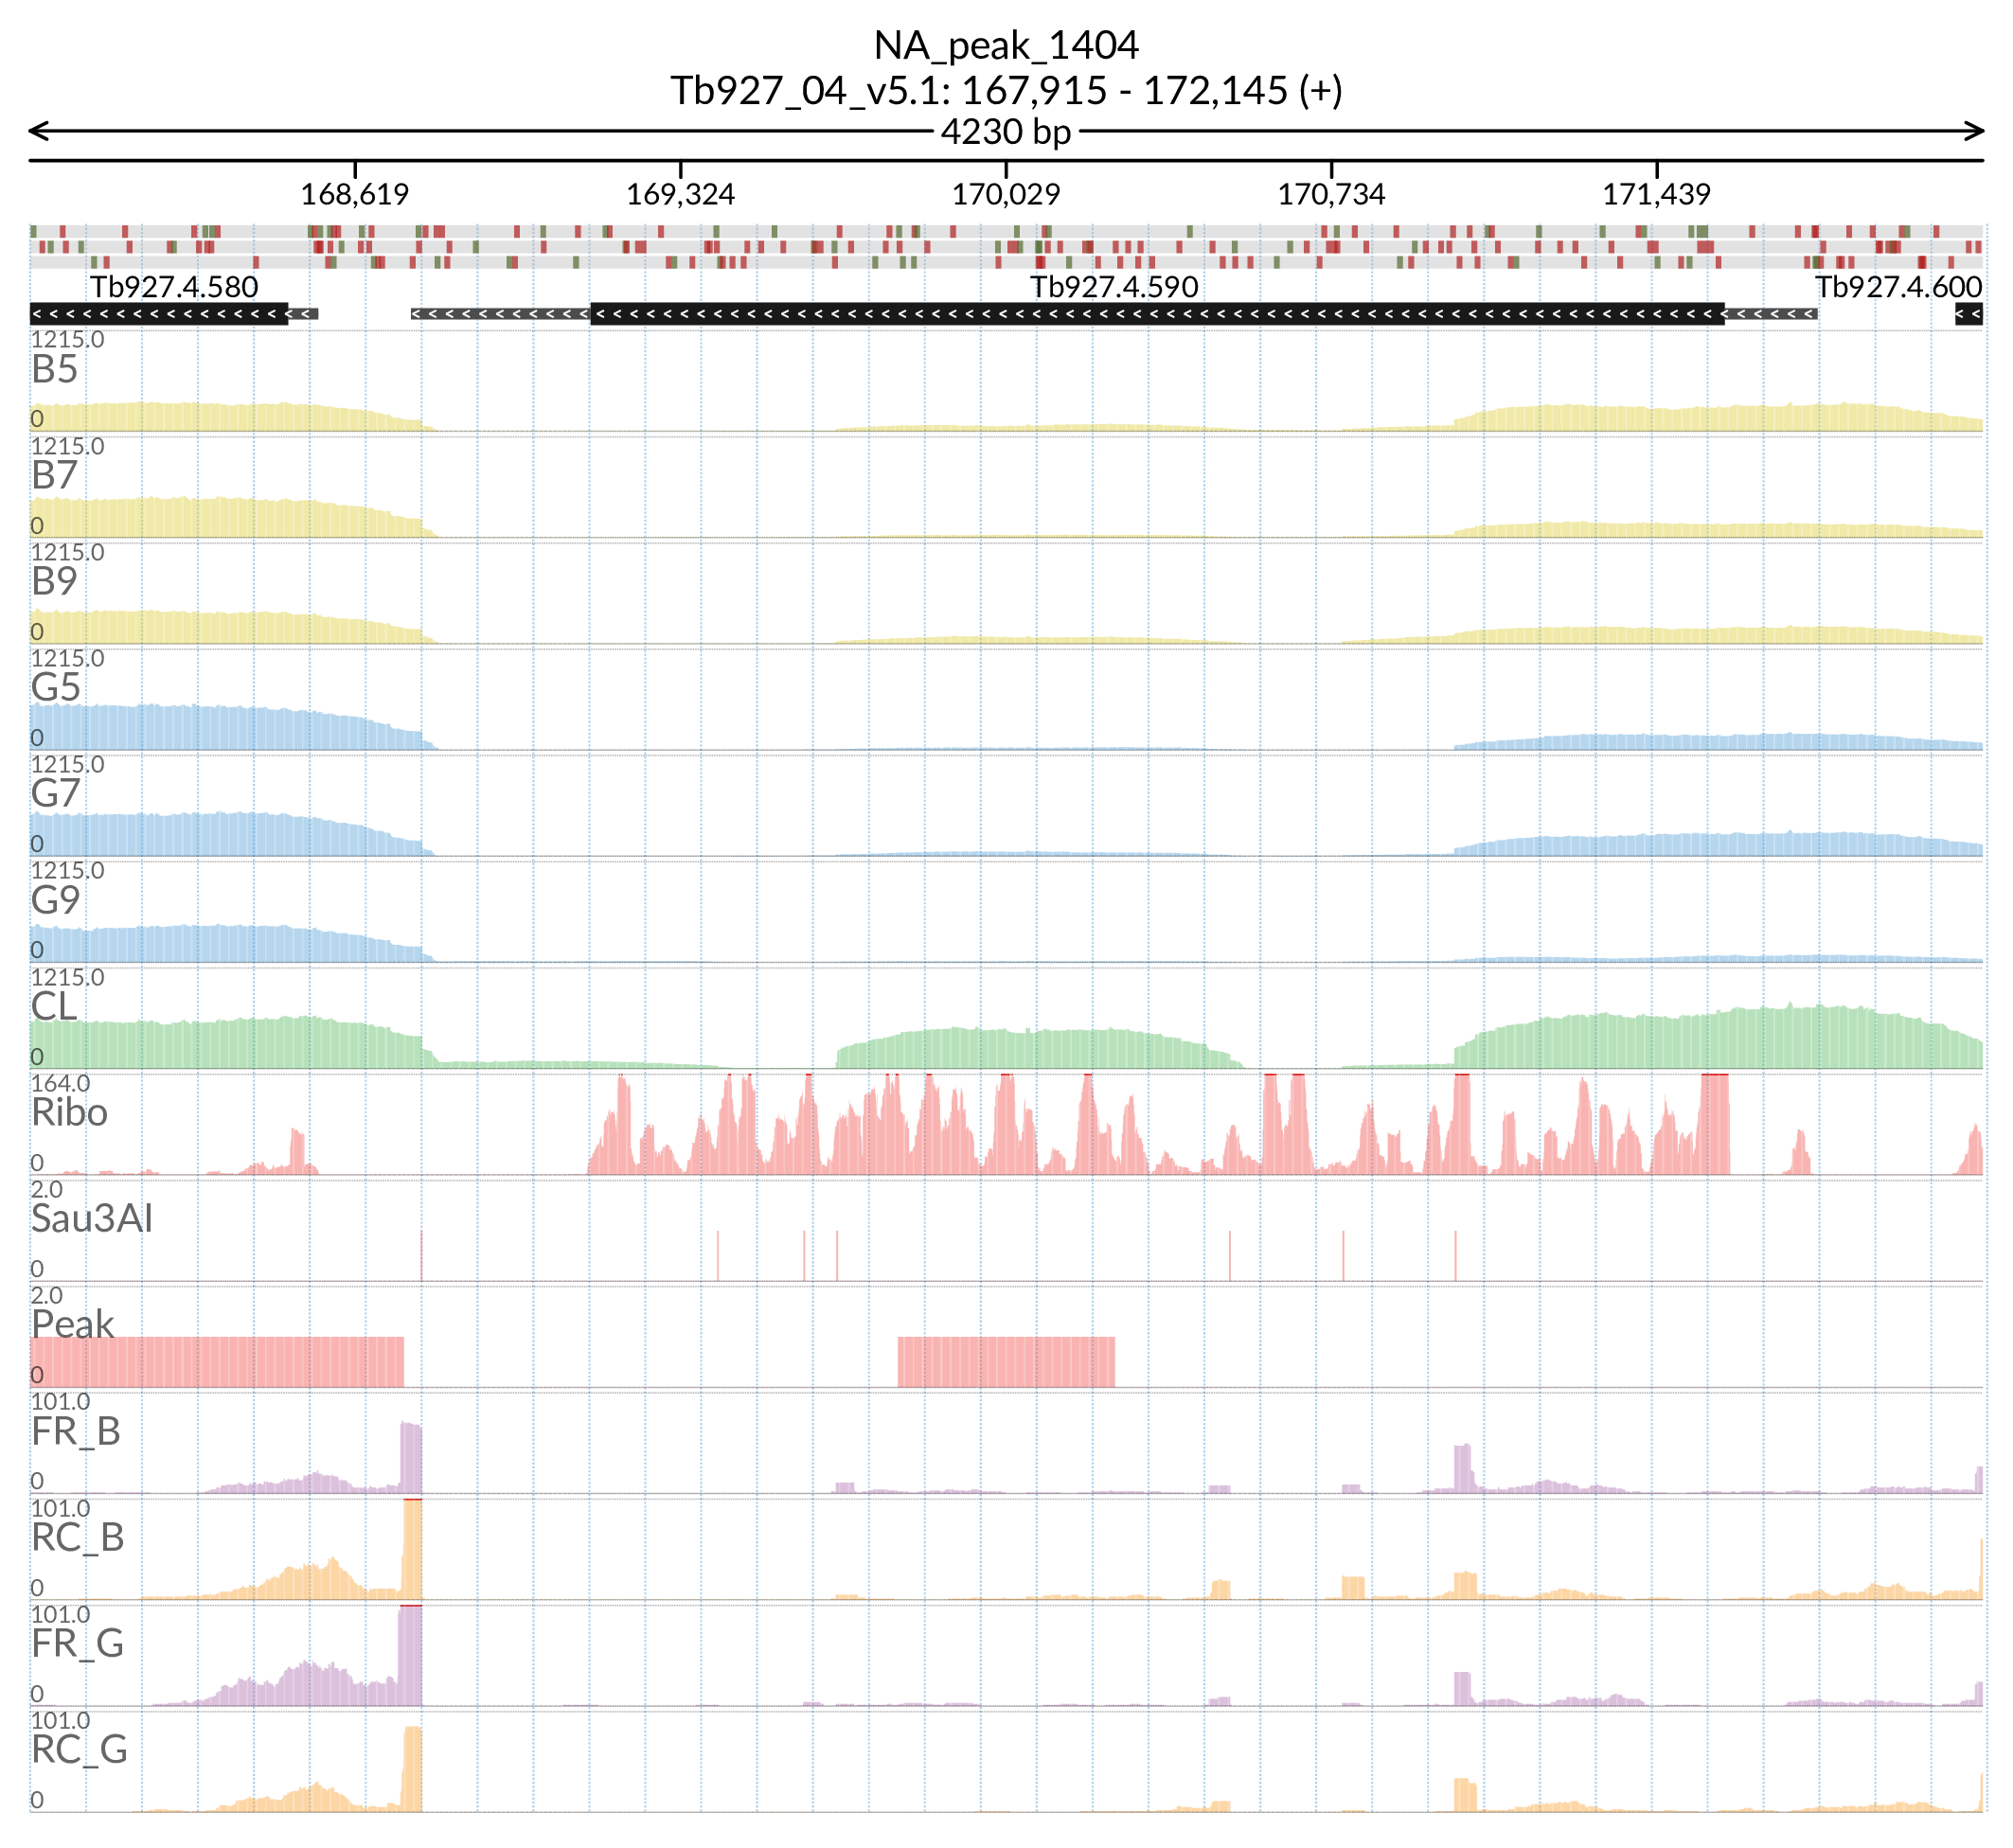 NA_peak_1404
Tb927_04_v5.1: 167,915 - 172,145 (+)
4230 bp
168,619 169,324 170,029 170,734 171,439
Tb927.4.580 Tb927.4.590 Tb927.4.600
1215.0
B5
0
1215.0
B7
0
1215.0
B9
0
1215.0
G5
0
1215.0
G7
0
1215.0
G9
0
1215.0
CL
0
164.0
Ribo
0
2.0
Sau3AI
0
2.0
Peak
0
101.0
FR_B
0
101.0
RC_B
0
101.0
FR_G
0
101.0
RC_G
0